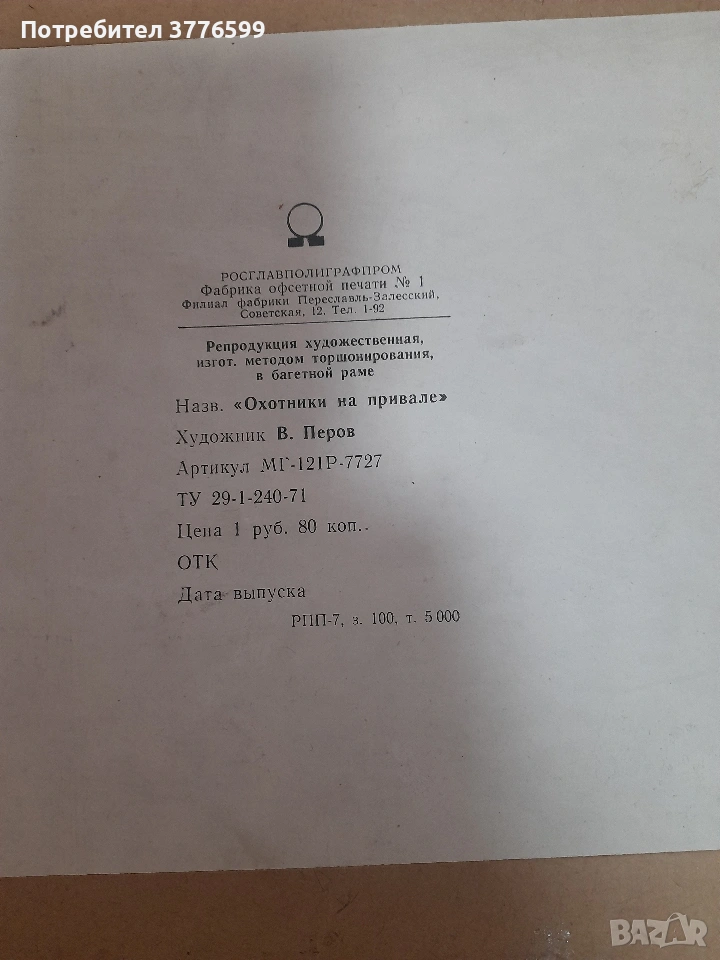 Потребител 3776599
РОСГЛАВПОЛИГРАФПРОМ
Фабрика офсетной печати № 1
Филиал фабрики Переславль-Залесский,
Советская, 12. Тел. 1-92
Репродукция художественная,
изгот. методом торшонирования,
в багетной раме
Назв. «Охотники на привале»
Художник В. Перов
Артикул МГ-121Р-7727
ТУ 29-1-240-71
Цена 1 руб. 80 коп..
ОТК
Дата выпуска
РПП-7, з. 100, т. 5 000
BAZAR